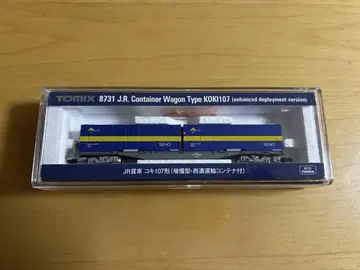 TOMIX 8731 J.R. Container Wagon Type KOKI107 (enhanced deployment version)
JR貨車 コキ107形(増備型・西濃運輸コンテナ付)
TOMIX